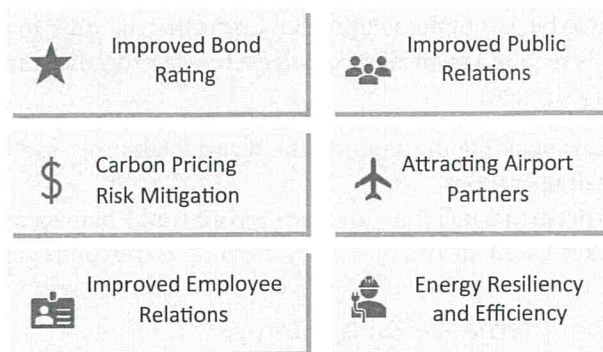 Improved Bond
Rating
Improved Public
Relations
$
Carbon Pricing
Risk Mitigation
Attracting Airport
Partners
Improved Employee
Relations
Energy Resiliency
and Efficiency